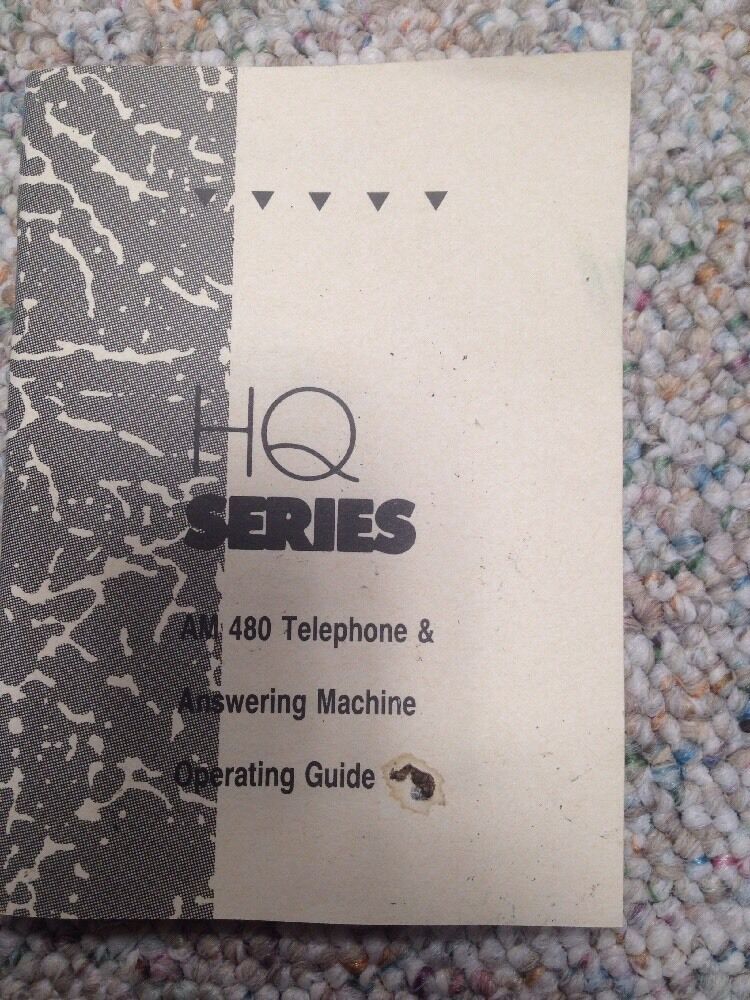 HQ
SERIES
AM 480 Telephone &
Answering Machine
Operating Guide